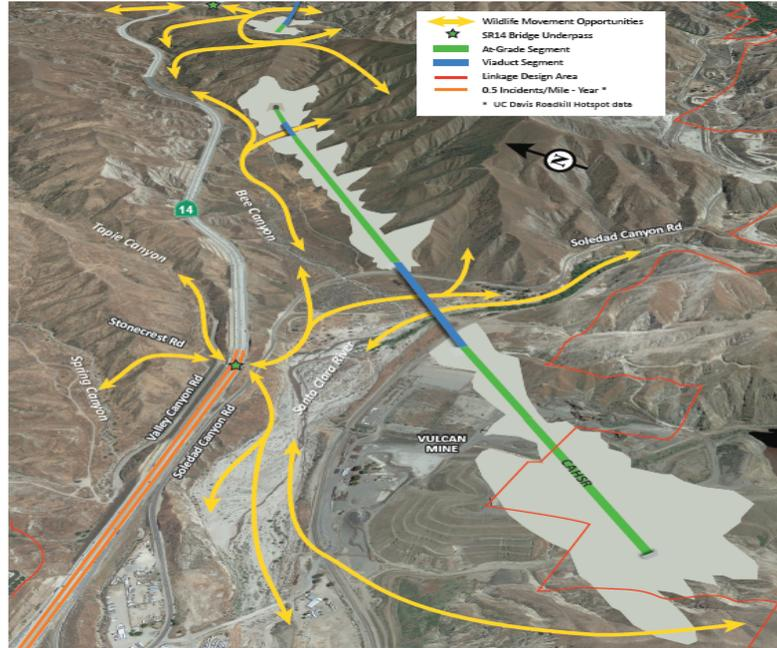 Wildlife Movement Opportunities
SR14 Bridge Underpass
At-Grade Segment
Viaduct Segment
Linkage Design Area
0.5 Incidents/Mile - Year *
* UC Davis Roadkill Hotspot data
N
14
Bee Canyon
Tapie Canyon
Soledad Canyon Rd
Stonecrest Rd
Spring Canyon
Valley Canyon Rd
Soledad Canyon Rd
Santa Clara River
VULCAN
MINE
CAHSR